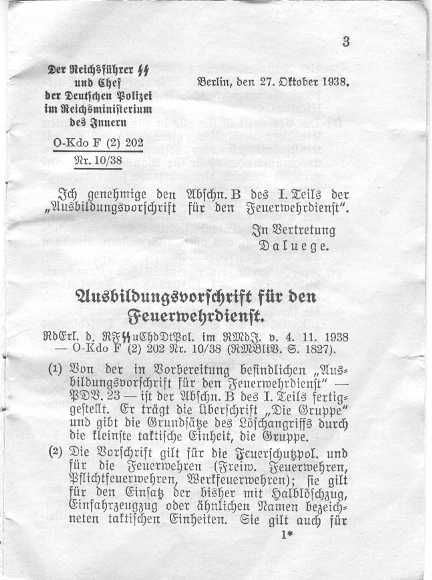 3
Der Reichsführer SS
und Chef
der Deutschen Polizei
im Reichsministerium
des Innern
O-Kdo F (2) 202
Nr. 10/38
Berlin, den 27. Oktober 1938.
Ich genehmige den Abschn. B des I. Teils der
„Ausbildungsvorschrift für den Feuerwehrdienst“.
In Vertretung
Daluege.
Ausbildungsvorschrift für den
Feuerwehrdienst.
RdErl. d. RFSSuChdDtPol. im RMdJ. v. 4. 11. 1938
— O-Kdo F (2) 202 Nr. 10/38 (RMBliV. S. 1827).
(1) Von der in Vorbereitung befindlichen „Aus-
bildungsvorschrift für den Feuerwehrdienst“ —
PDV. 23 — ist der Abschn. B des I. Teils fertig-
gestellt. Er trägt die Überschrift „Die Gruppe“
und gibt die Grundsätze des Löschangriffs durch
die kleinste taktische Einheit, die Gruppe.
(2) Die Vorschrift gilt für die Feuerschutzpol. und
für die Feuerwehren (Freiw. Feuerwehren,
Pflichtfeuerwehren, Werkfeuerwehren); sie gilt
für den Einsatz der bisher mit Halblöschzug,
Einfahrzeugzug oder ähnlichen Namen bezeich-
neten taktischen Einheiten. Sie gilt auch für
1*